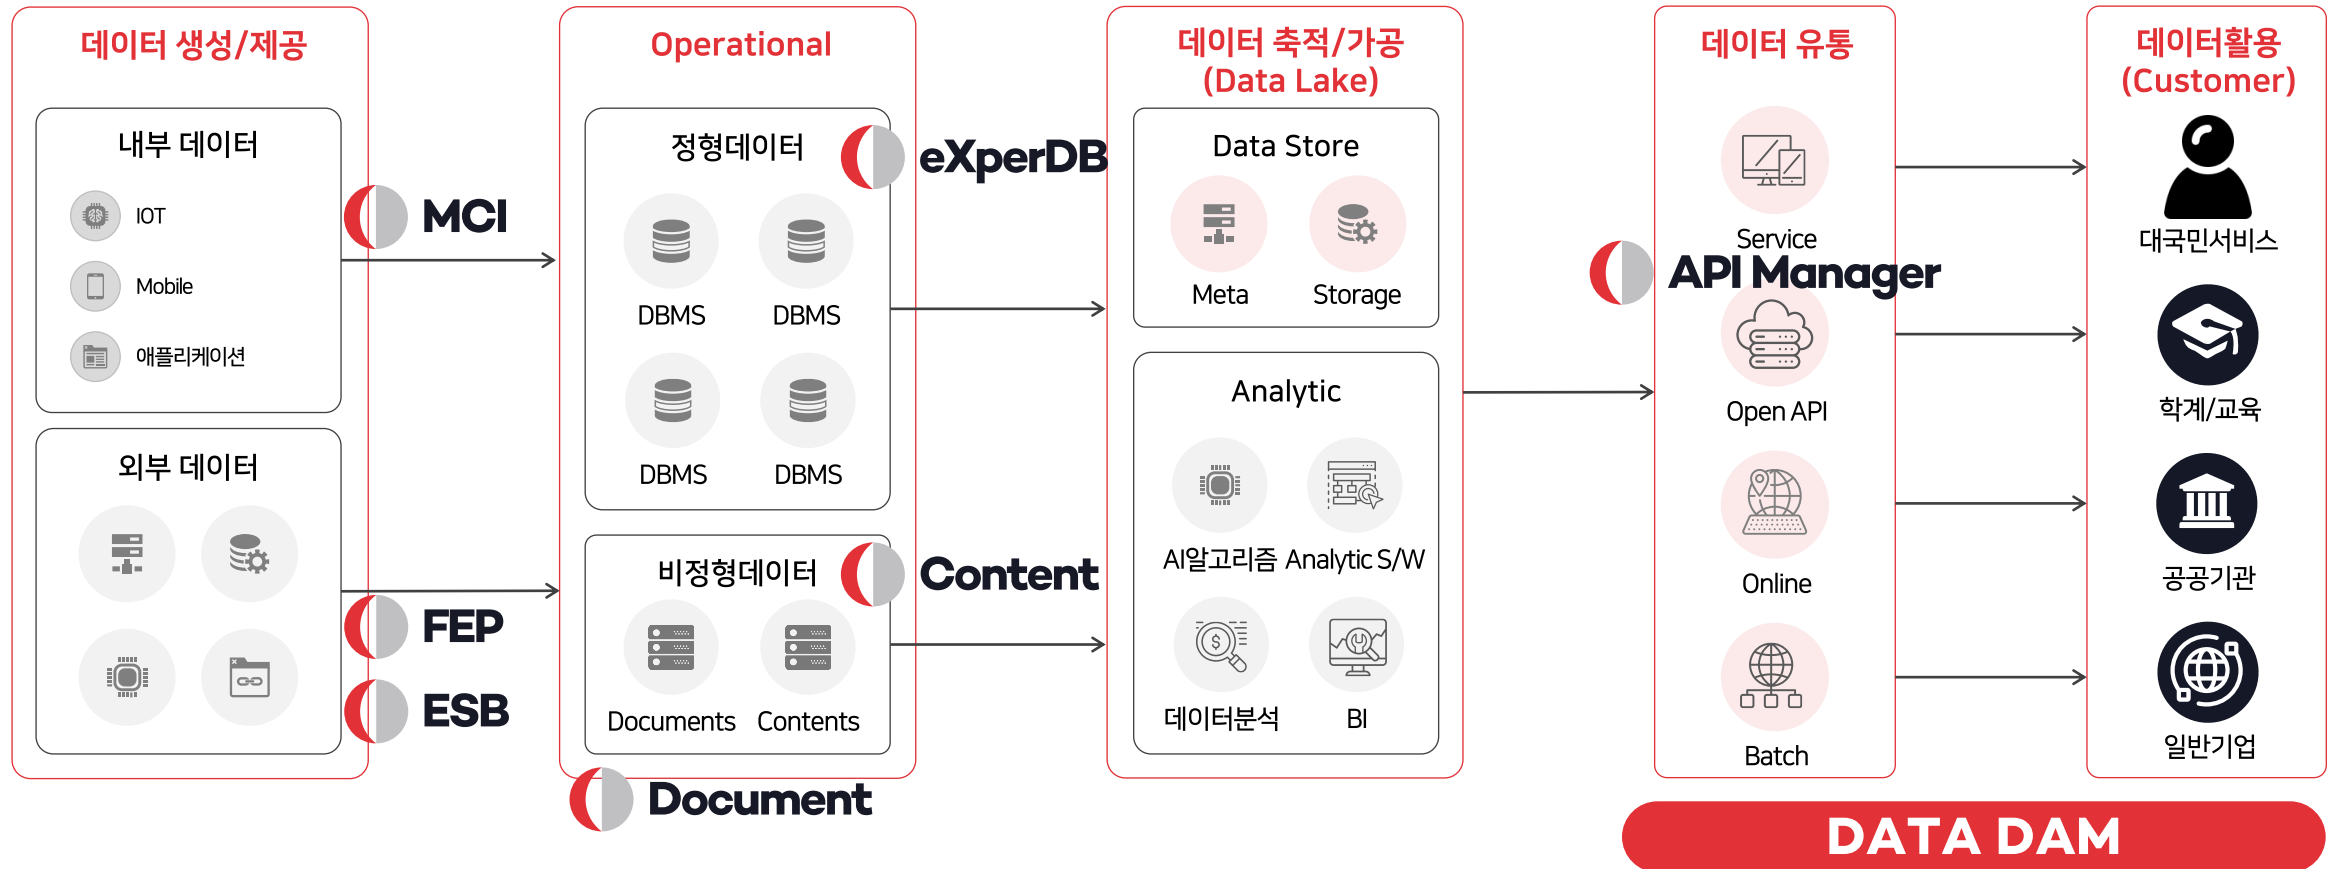 데이터 생성/제공
내부 데이터
IOT
Mobile
애플리케이션
외부 데이터
MCI
FEP
ESB
Operational
정형데이터
eXperDB
DBMS
DBMS
DBMS
DBMS
비정형데이터
Content
Documents
Contents
Document
데이터 축적/가공
(Data Lake)
Data Store
Meta
Storage
Analytic
AI알고리즘
Analytic S/W
데이터분석
BI
데이터 유통
Service
API Manager
Open API
Online
Batch
데이터활용
(Customer)
대국민서비스
학계/교육
공공기관
일반기업
DATA DAM